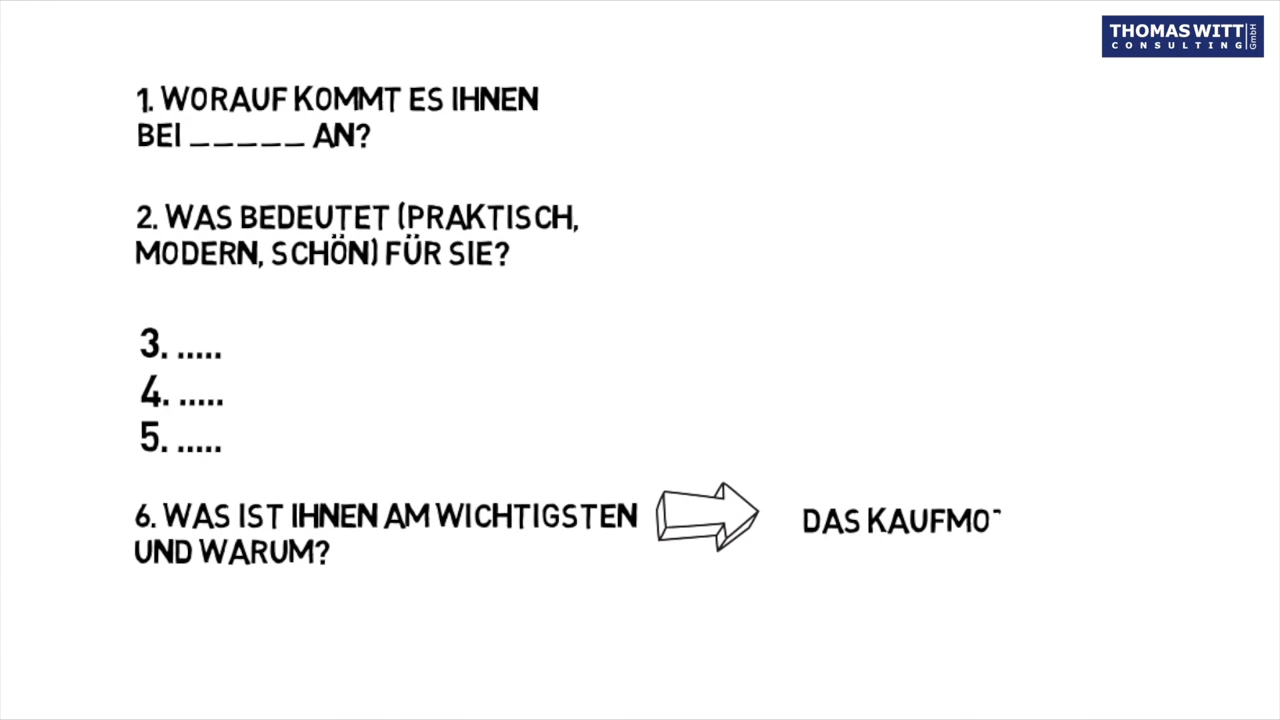 THOMAS WITT GmbH
CONSULTING
1. WORAUF KOMMT ES IHNEN
BEI _ _ _ _ _ AN?
2. WAS BEDEUTET (PRAKTISCH,
MODERN, SCHÖN) FÜR SIE?
3. .....
4. .....
5. .....
6. WAS IST IHNEN AM WICHTIGSTEN
UND WARUM?
DAS KAUFMO